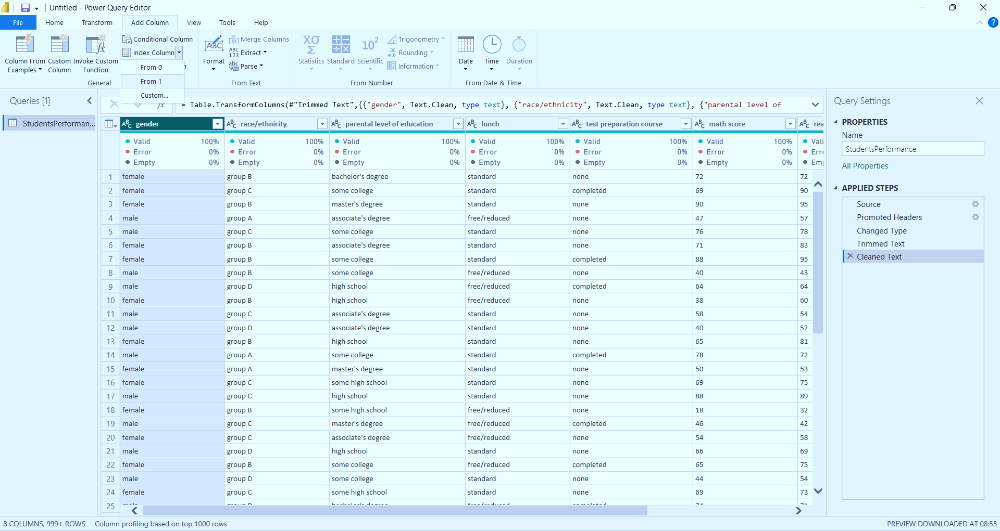 Untitled - Power Query Editor
File Home Transform Add Column View Tools Help
Column From Examples
Custom Column
Invoke Custom Function
Conditional Column
Index Column
From 0
From 1
Custom...
General
Format
Merge Columns
Extract
Parse
From Text
Statistics
Standard
Scientific
Trigonometry
Rounding
Information
From Number
Date
Time
Duration
From Date & Time
Queries [1]
StudentsPerforman...
= Table.TransformColumns(#"Trimmed Text",{{"gender", Text.Clean, type text}, {"race/ethnicity", Text.Clean, type text}, {"parental level of
gender race/ethnicity parental level of education lunch test preparation course math score rea
Valid 100% Valid 100% Valid 100% Valid 100% Valid 100% Valid 100% Vali
Error 0% Error 0% Error 0% Error 0% Error 0% Error 0% Erro
Empty 0% Empty 0% Empty 0% Empty 0% Empty 0% Empty 0% Emp
1 female group B bachelor's degree standard none 72 72
2 female group C some college standard completed 69 90
3 female group B master's degree standard none 90 95
4 male group A associate's degree free/reduced none 47 57
5 male group C some college standard none 76 78
6 female group B associate's degree standard none 71 83
7 female group B some college standard completed 88 95
8 male group B some college free/reduced none 40 43
9 male group D high school free/reduced completed 64 64
10 female group B high school free/reduced none 38 60
11 male group C associate's degree standard none 58 54
12 male group D associate's degree standard none 40 52
13 female group B high school standard none 65 81
14 male group A some college standard completed 78 72
15 female group A master's degree standard none 50 53
16 female group C some high school standard none 69 75
17 male group C high school standard none 88 89
18 female group B some high school free/reduced none 18 32
19 male group C master's degree free/reduced completed 46 42
20 female group C associate's degree free/reduced none 54 58
21 male group D high school standard none 66 69
22 female group B some college free/reduced completed 65 75
23 male group D some college standard none 44 54
24 female group C some high school standard none 69 73
25
Query Settings
PROPERTIES
Name
StudentsPerformance
All Properties
APPLIED STEPS
Source
Promoted Headers
Changed Type
Trimmed Text
Cleaned Text
8 COLUMNS, 999+ ROWS Column profiling based on top 1000 rows PREVIEW DOWNLOADED AT 08:55